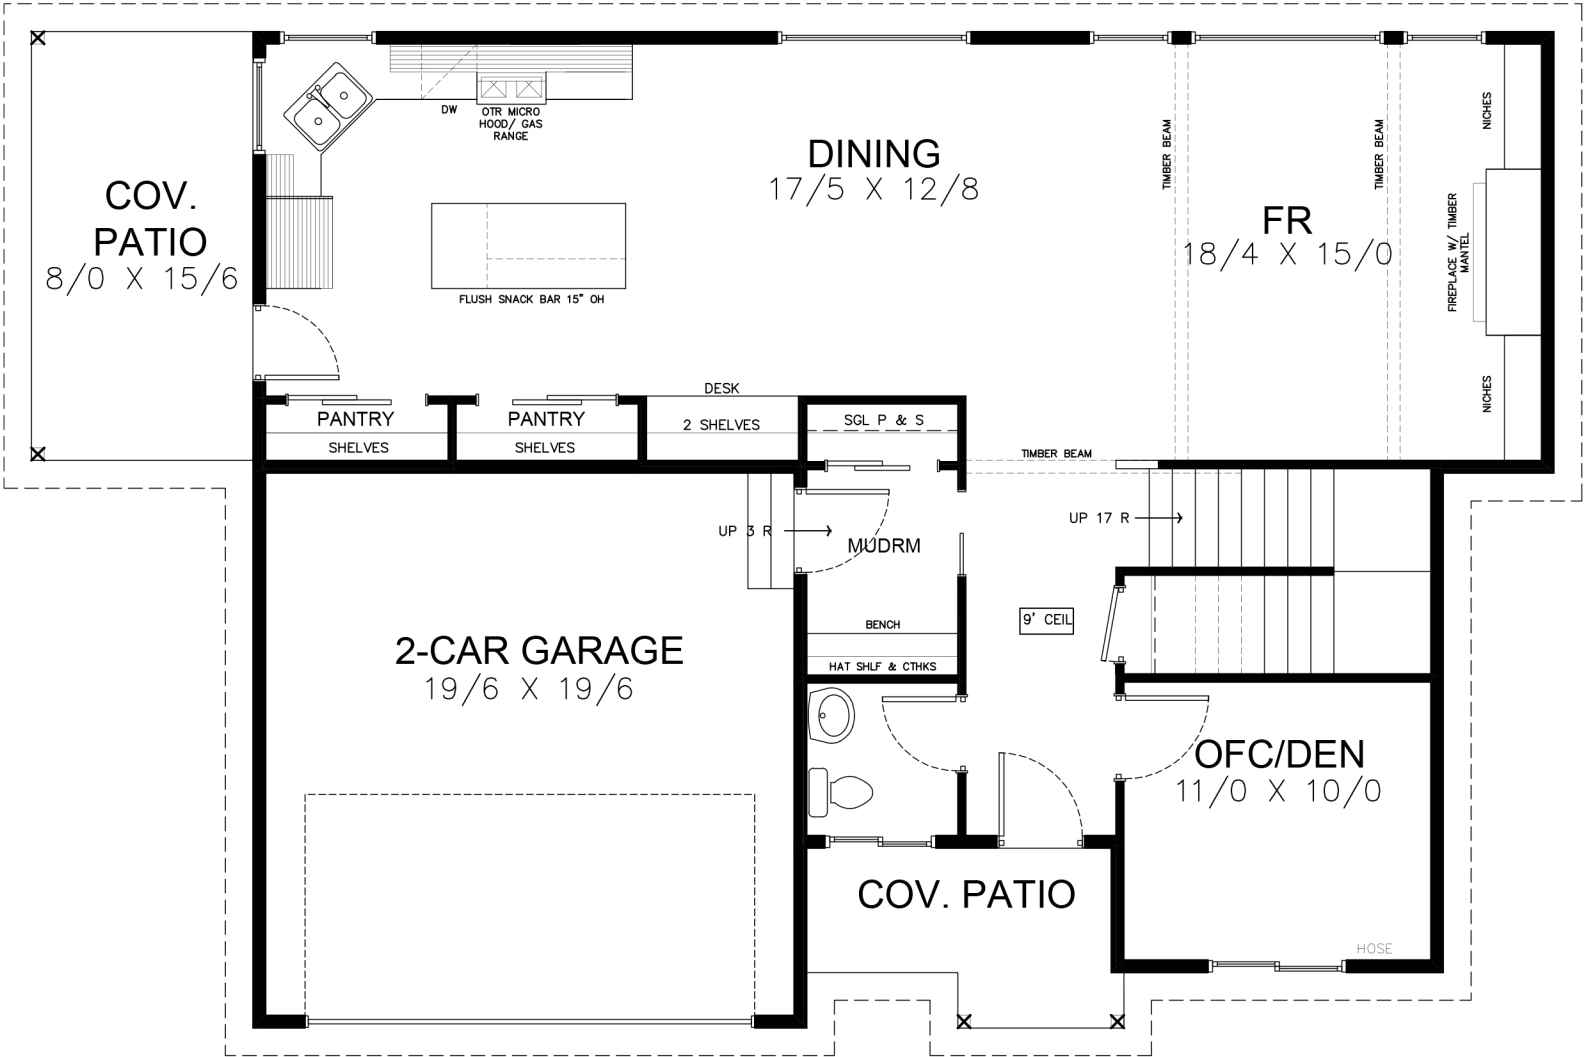 DW
OTR MICRO
HOOD/ GAS
RANGE
DINING
17/5 X 12/8
TIMBER BEAM
TIMBER BEAM
NICHES
COV.
PATIO
8/0 X 15/6
FR
18/4 X 15/0
FIREPLACE W/ TIMBER
MANTEL
FLUSH SNACK BAR 15" OH
NICHES
DESK
PANTRY
SHELVES
PANTRY
SHELVES
2 SHELVES
SGL P & S
TIMBER BEAM
UP 3 R
MUDRM
UP 17 R
BENCH
HAT SHLF & CTHKS
9' CEIL
2-CAR GARAGE
19/6 X 19/6
OFC/DEN
11/0 X 10/0
COV. PATIO
HOSE